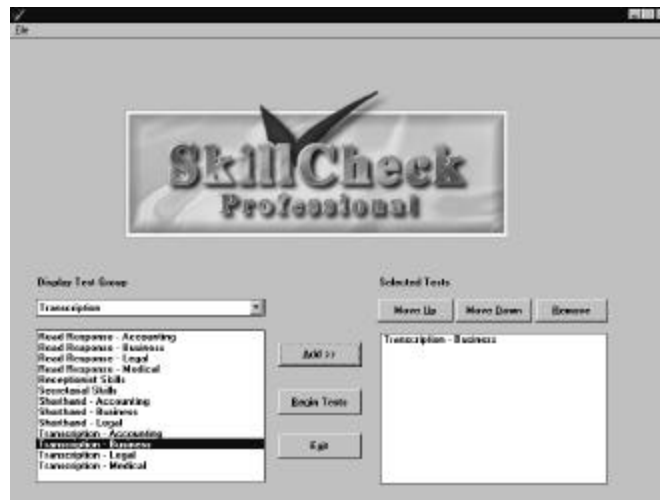 File
SkillCheck
Professional
Display Test Group
Transcription
Read Response - Accounting
Read Response - Business
Read Response - Legal
Read Response - Medical
Receptionist Skills
Secretarial Skills
Shorthand - Accounting
Shorthand - Business
Shorthand - Legal
Transcription - Accounting
Transcription - Business
Transcription - Legal
Transcription - Medical
Add >>
Begin Tests
Exit
Selected Tests
Move Up Move Down Remove
Transcription - Business